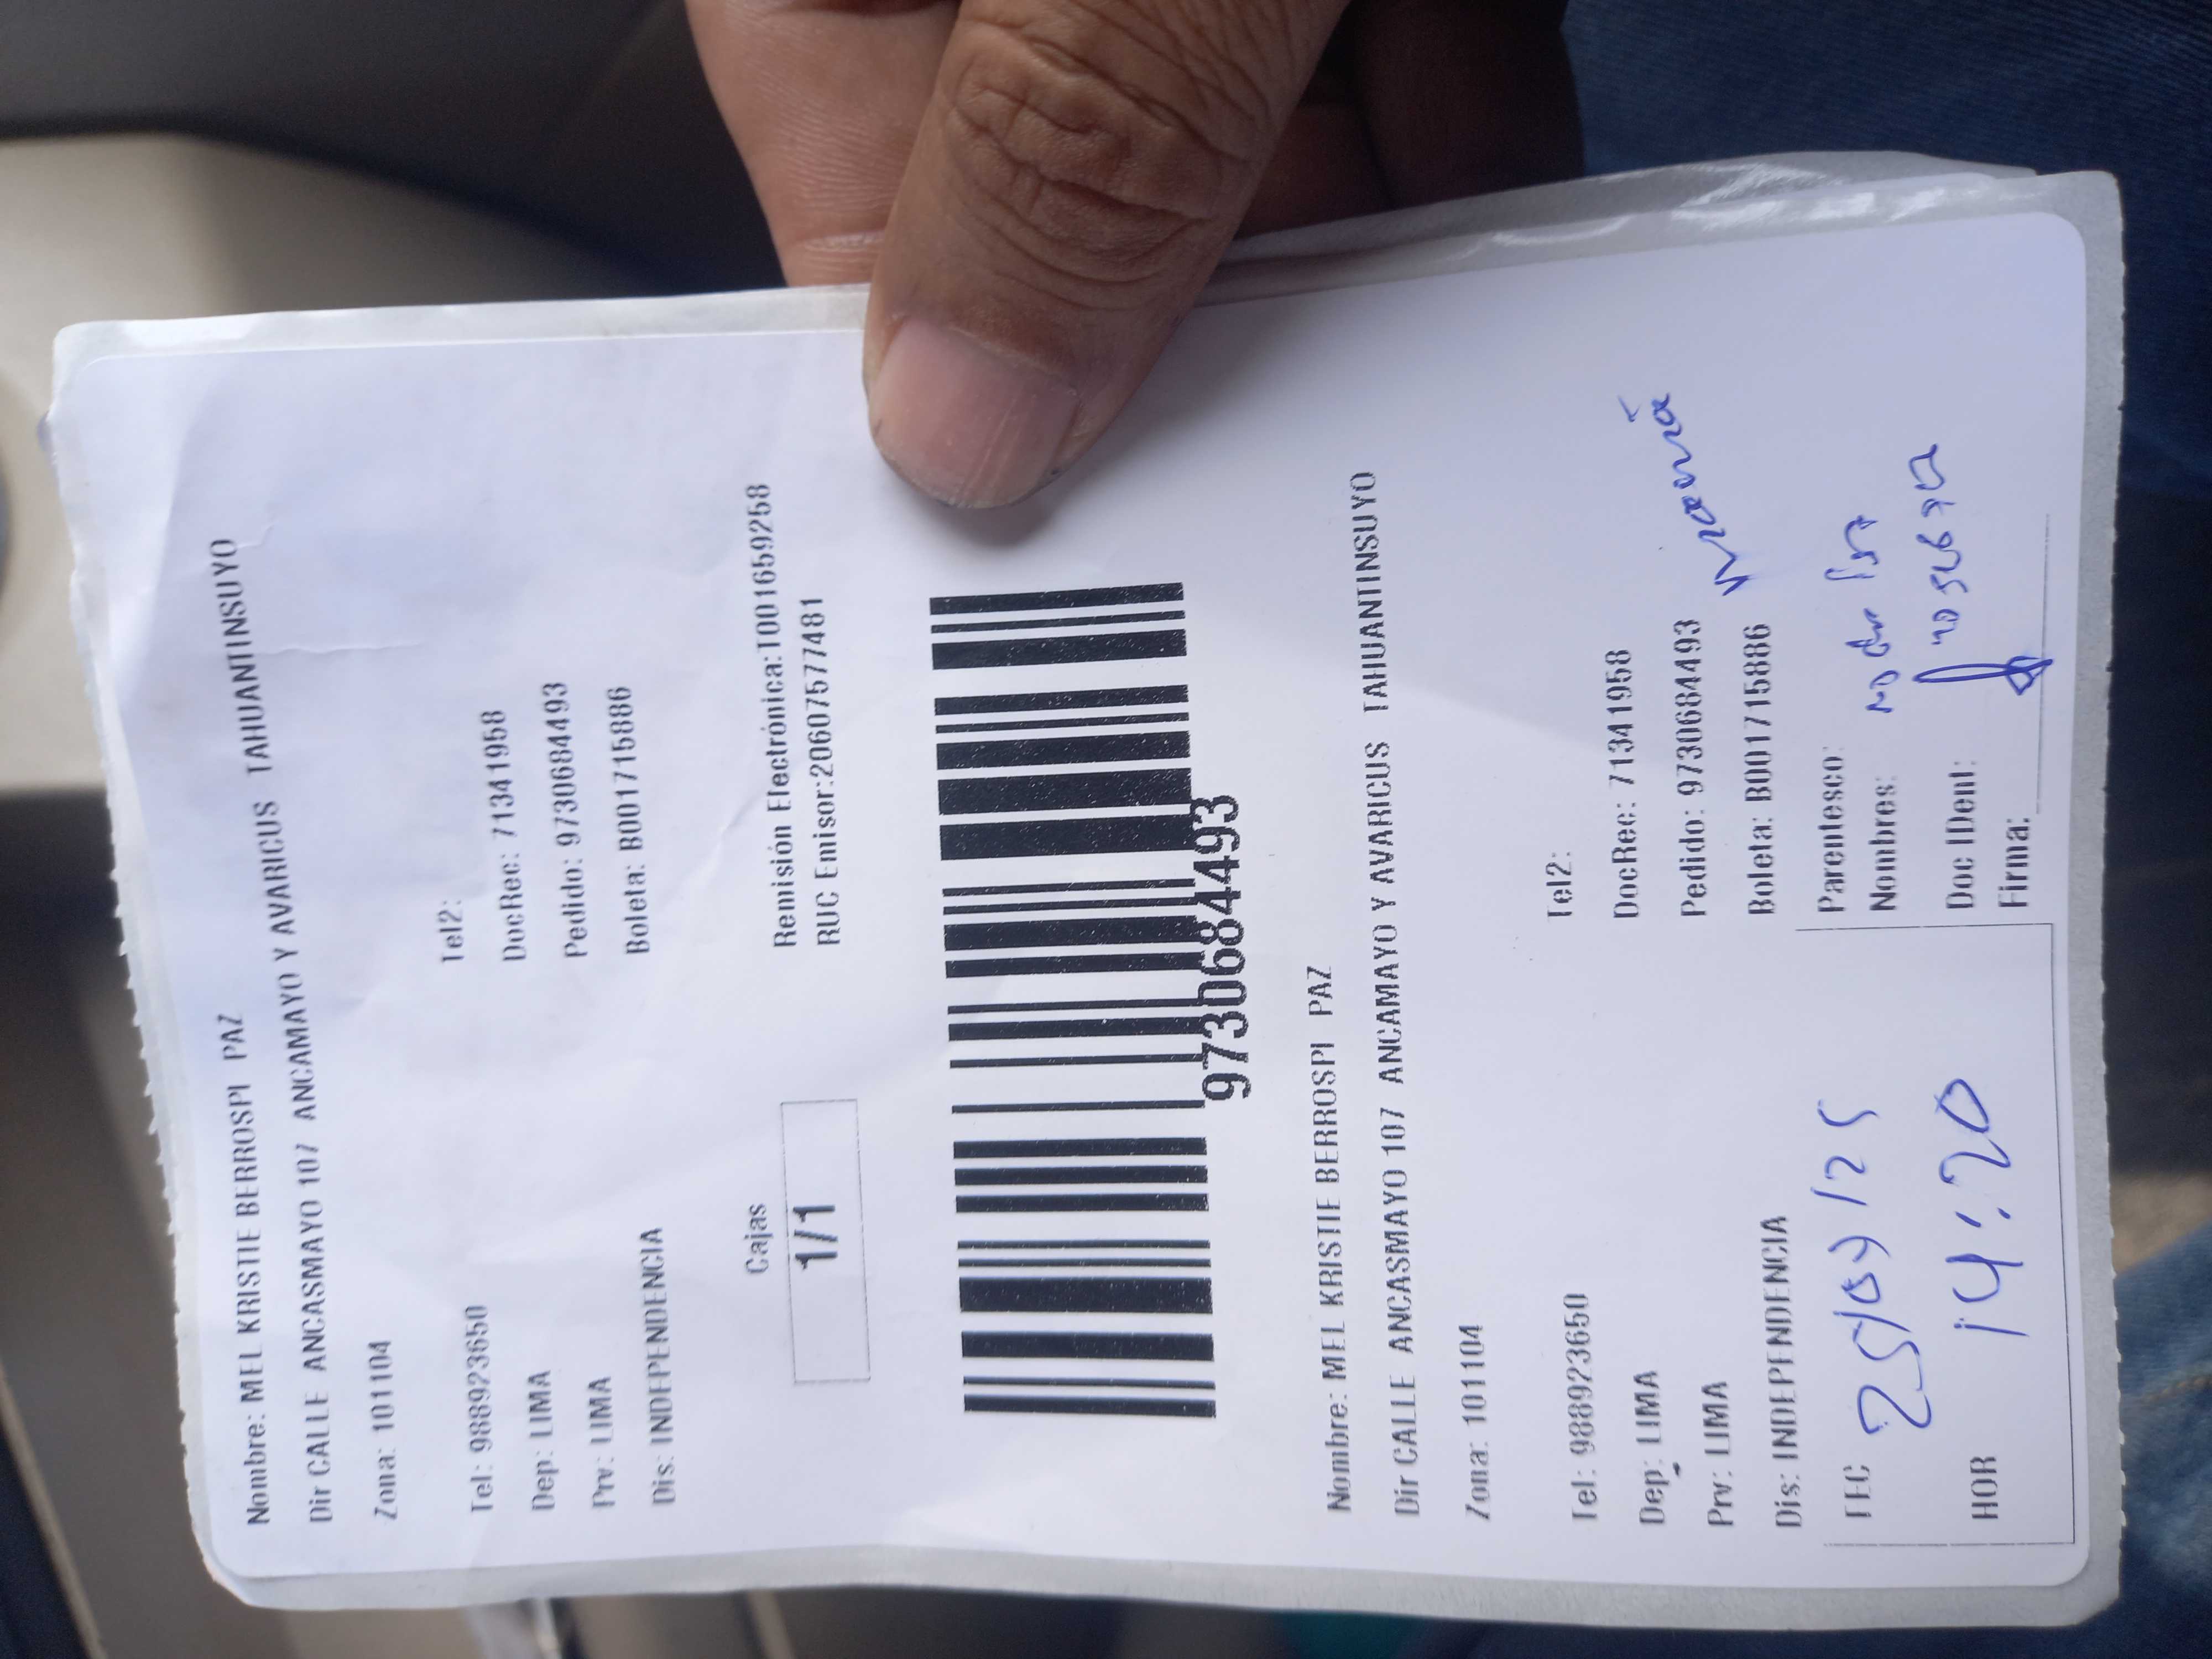 Nombre: MEL KRISTIE BERROSPI PAZ
Dir CALLE ANCASMAYO 107 ANCAMAYO Y AVARICUS TAHUANTINSUYO
Zona: 101104
Tel: 988923650 Tel2:
Dep: LIMA DocRec: 71341958
Prv: LIMA Pedido: 9730684493
Dis: INDEPENDENCIA Boleta: B001715886
Cajas
1/1
Remisión Electrónica:T001659258
RUC Emisor:20607577481
9730684493
Nombre: MEL KRISTIE BERROSPI PAZ
Dir CALLE ANCASMAYO 107 ANCAMAYO Y AVARICUS TAHUANTINSUYO
Zona: 101104
Tel: 988923650 Tel2:
Dep: LIMA DocRec: 71341958
Prv: LIMA Pedido: 9730684493
Dis: INDEPENDENCIA Boleta: B001715886
FEC 25/09/25 Parentesco:
Nombres:
HOR 14:20 Doc IDent:
Firma: